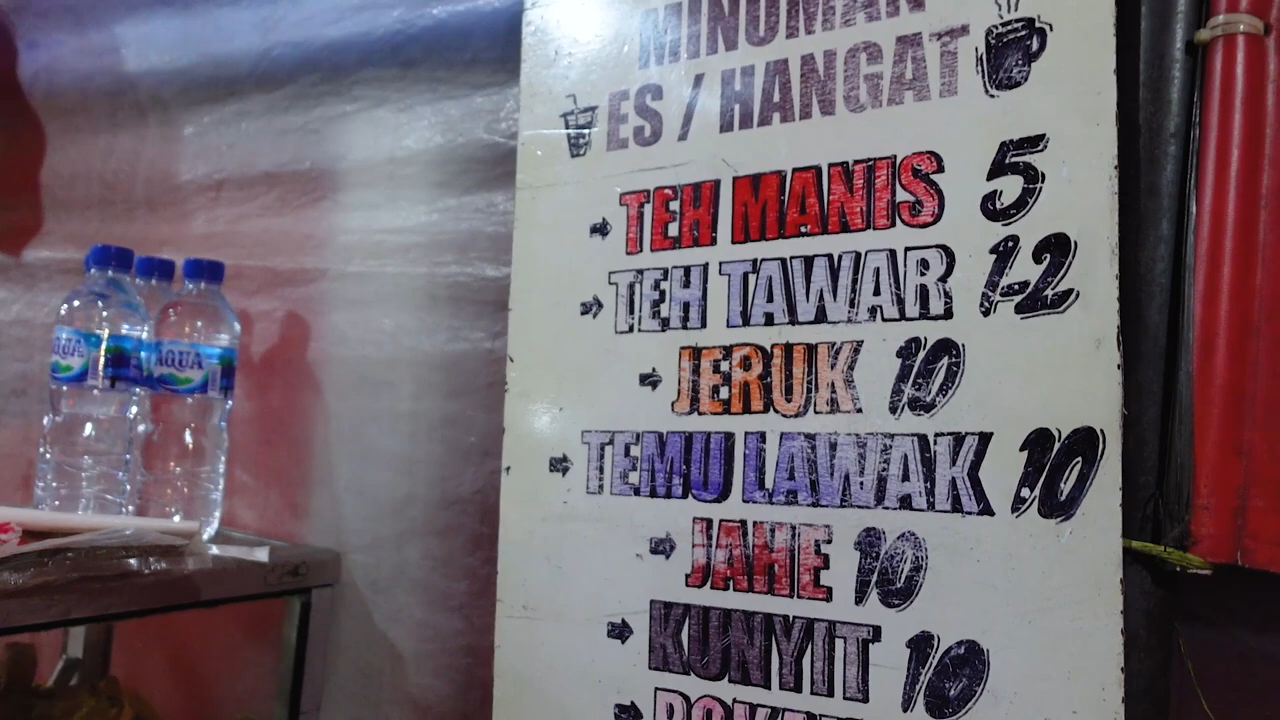 MINUMAN
ES / HANGAT
TEH MANIS 5
TEH TAWAR 1-2
JERUK 10
TEMU LAWAK 10
JAHE 10
KUNYIT 10
AQUA
AQUA